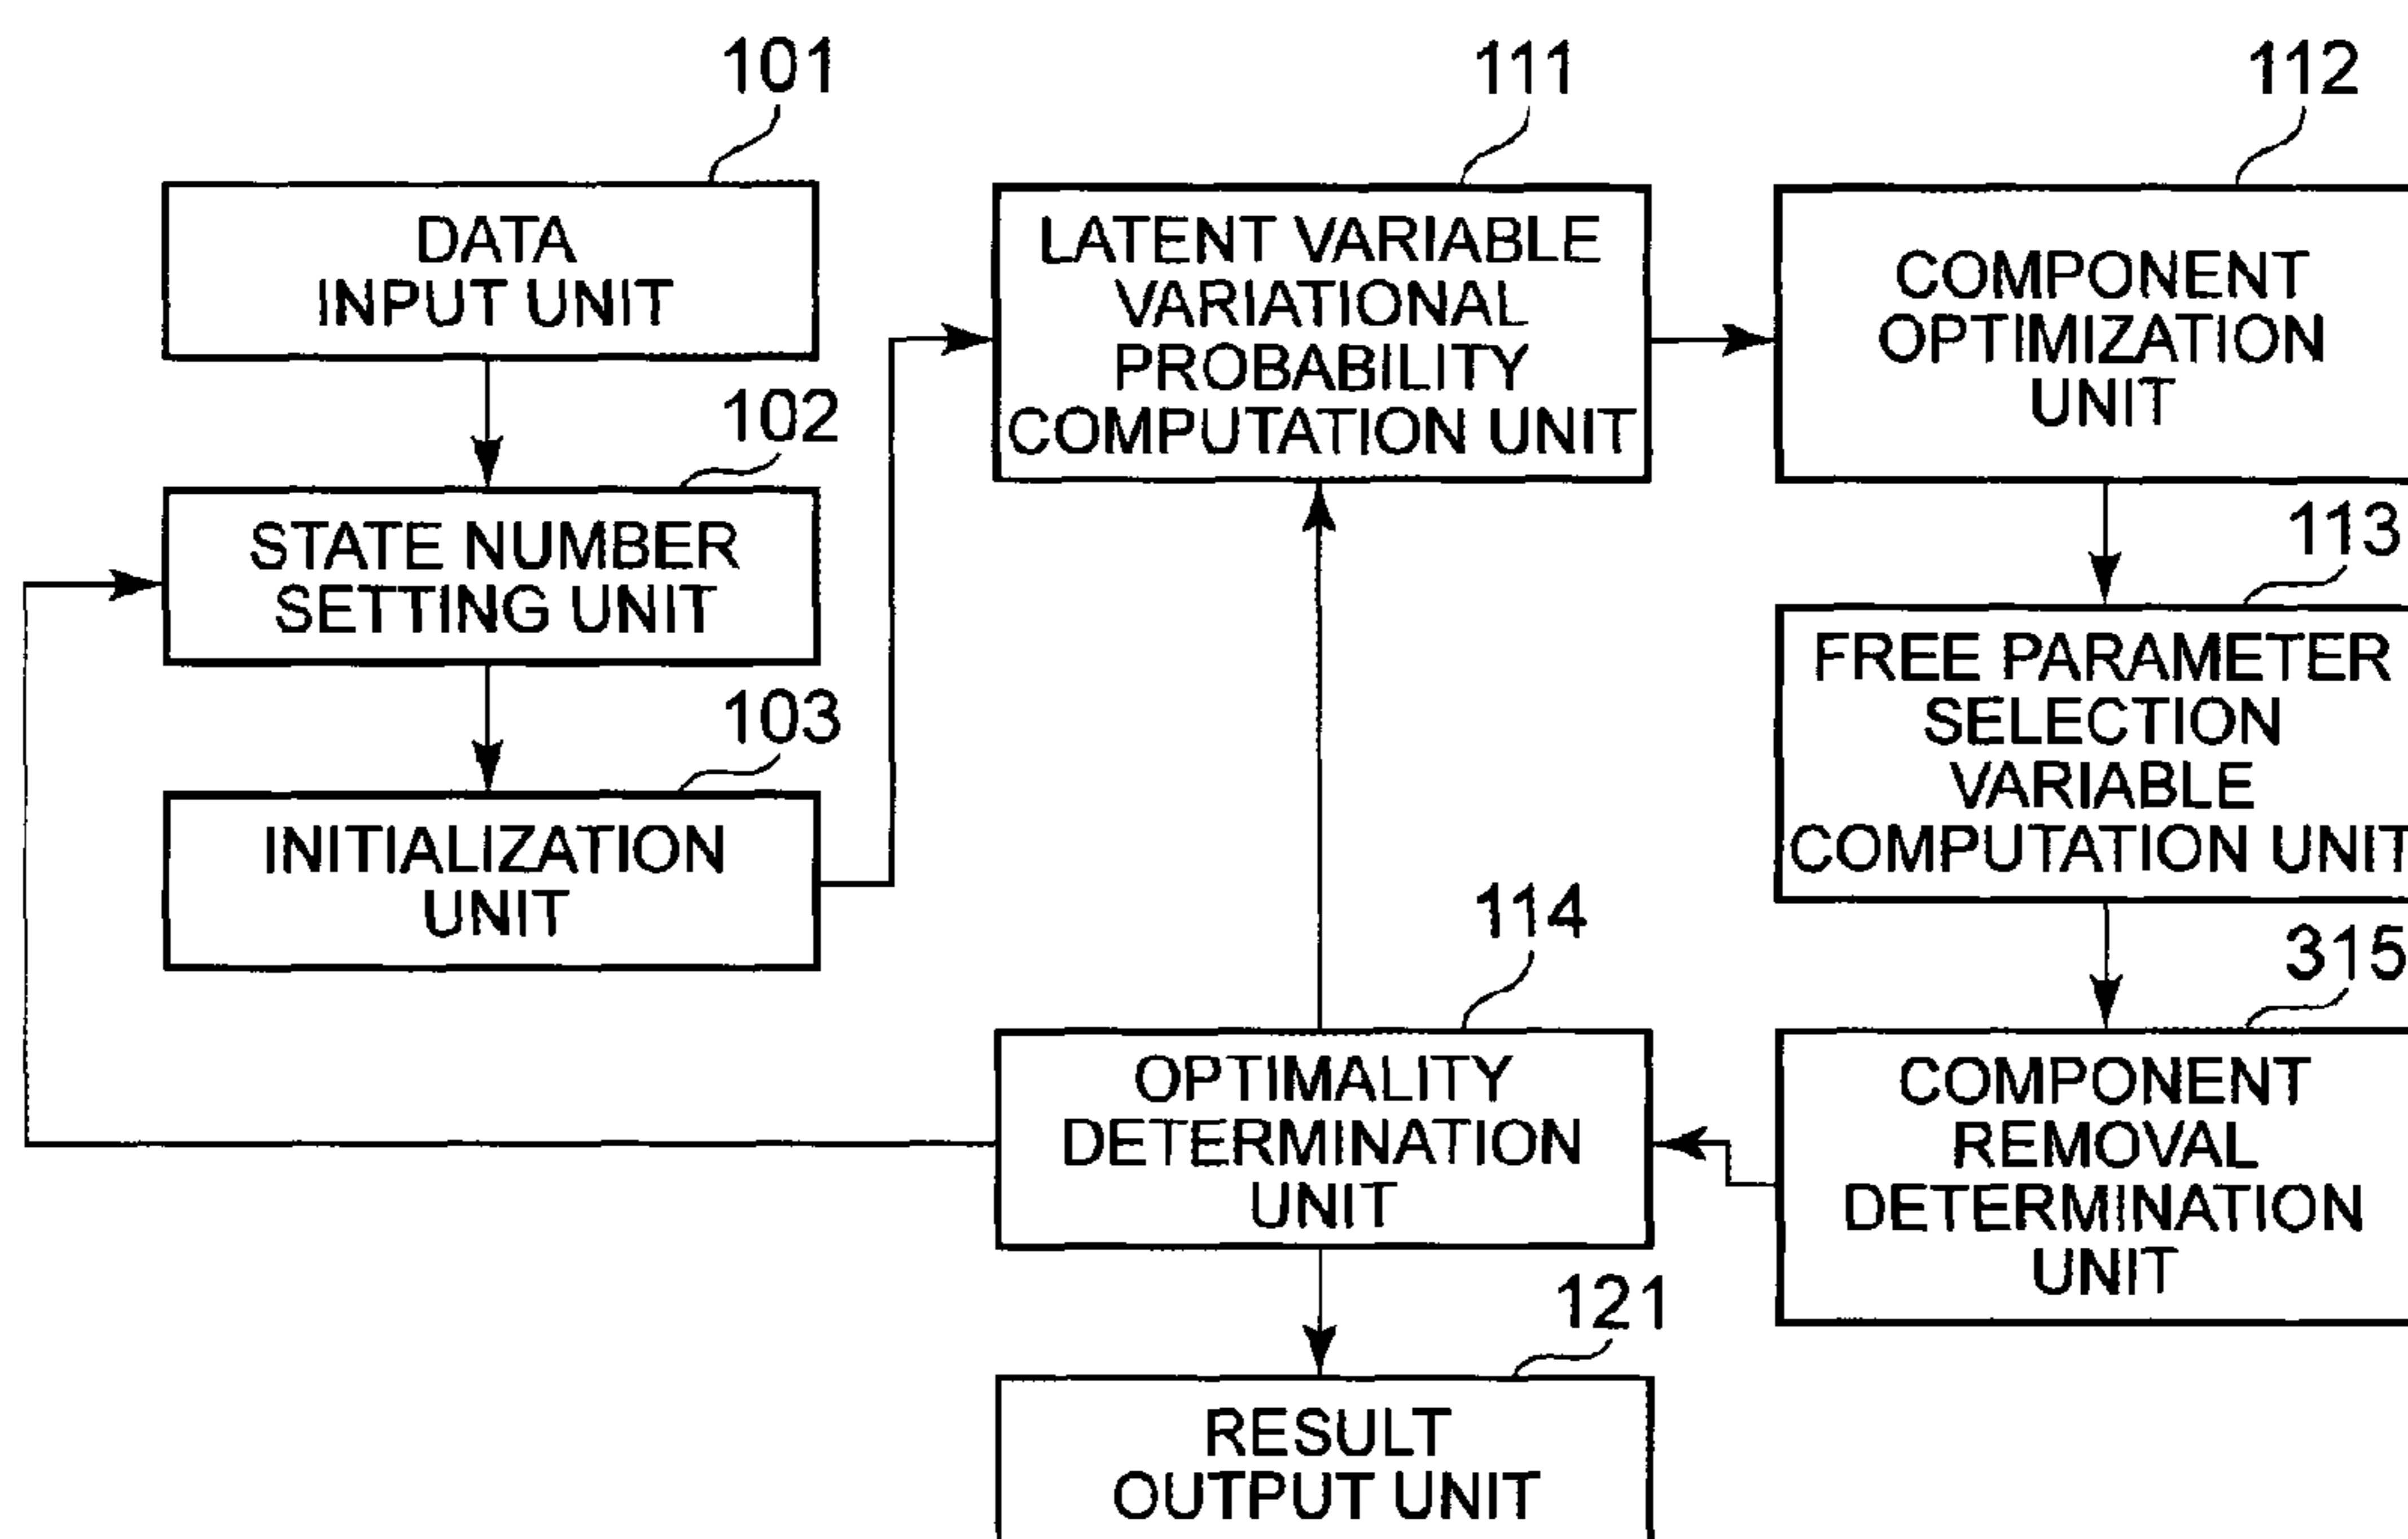 101
DATA
INPUT UNIT
102
STATE NUMBER
SETTING UNIT
103
INITIALIZATION
UNIT
111
LATENT VARIABLE
VARIATIONAL
PROBABILITY
COMPUTATION UNIT
112
COMPONENT
OPTIMIZATION
UNIT
113
FREE PARAMETER
SELECTION
VARIABLE
COMPUTATION UNIT
315
COMPONENT
REMOVAL
DETERMINATION
UNIT
114
OPTIMALITY
DETERMINATION
UNIT
121
RESULT
OUTPUT UNIT